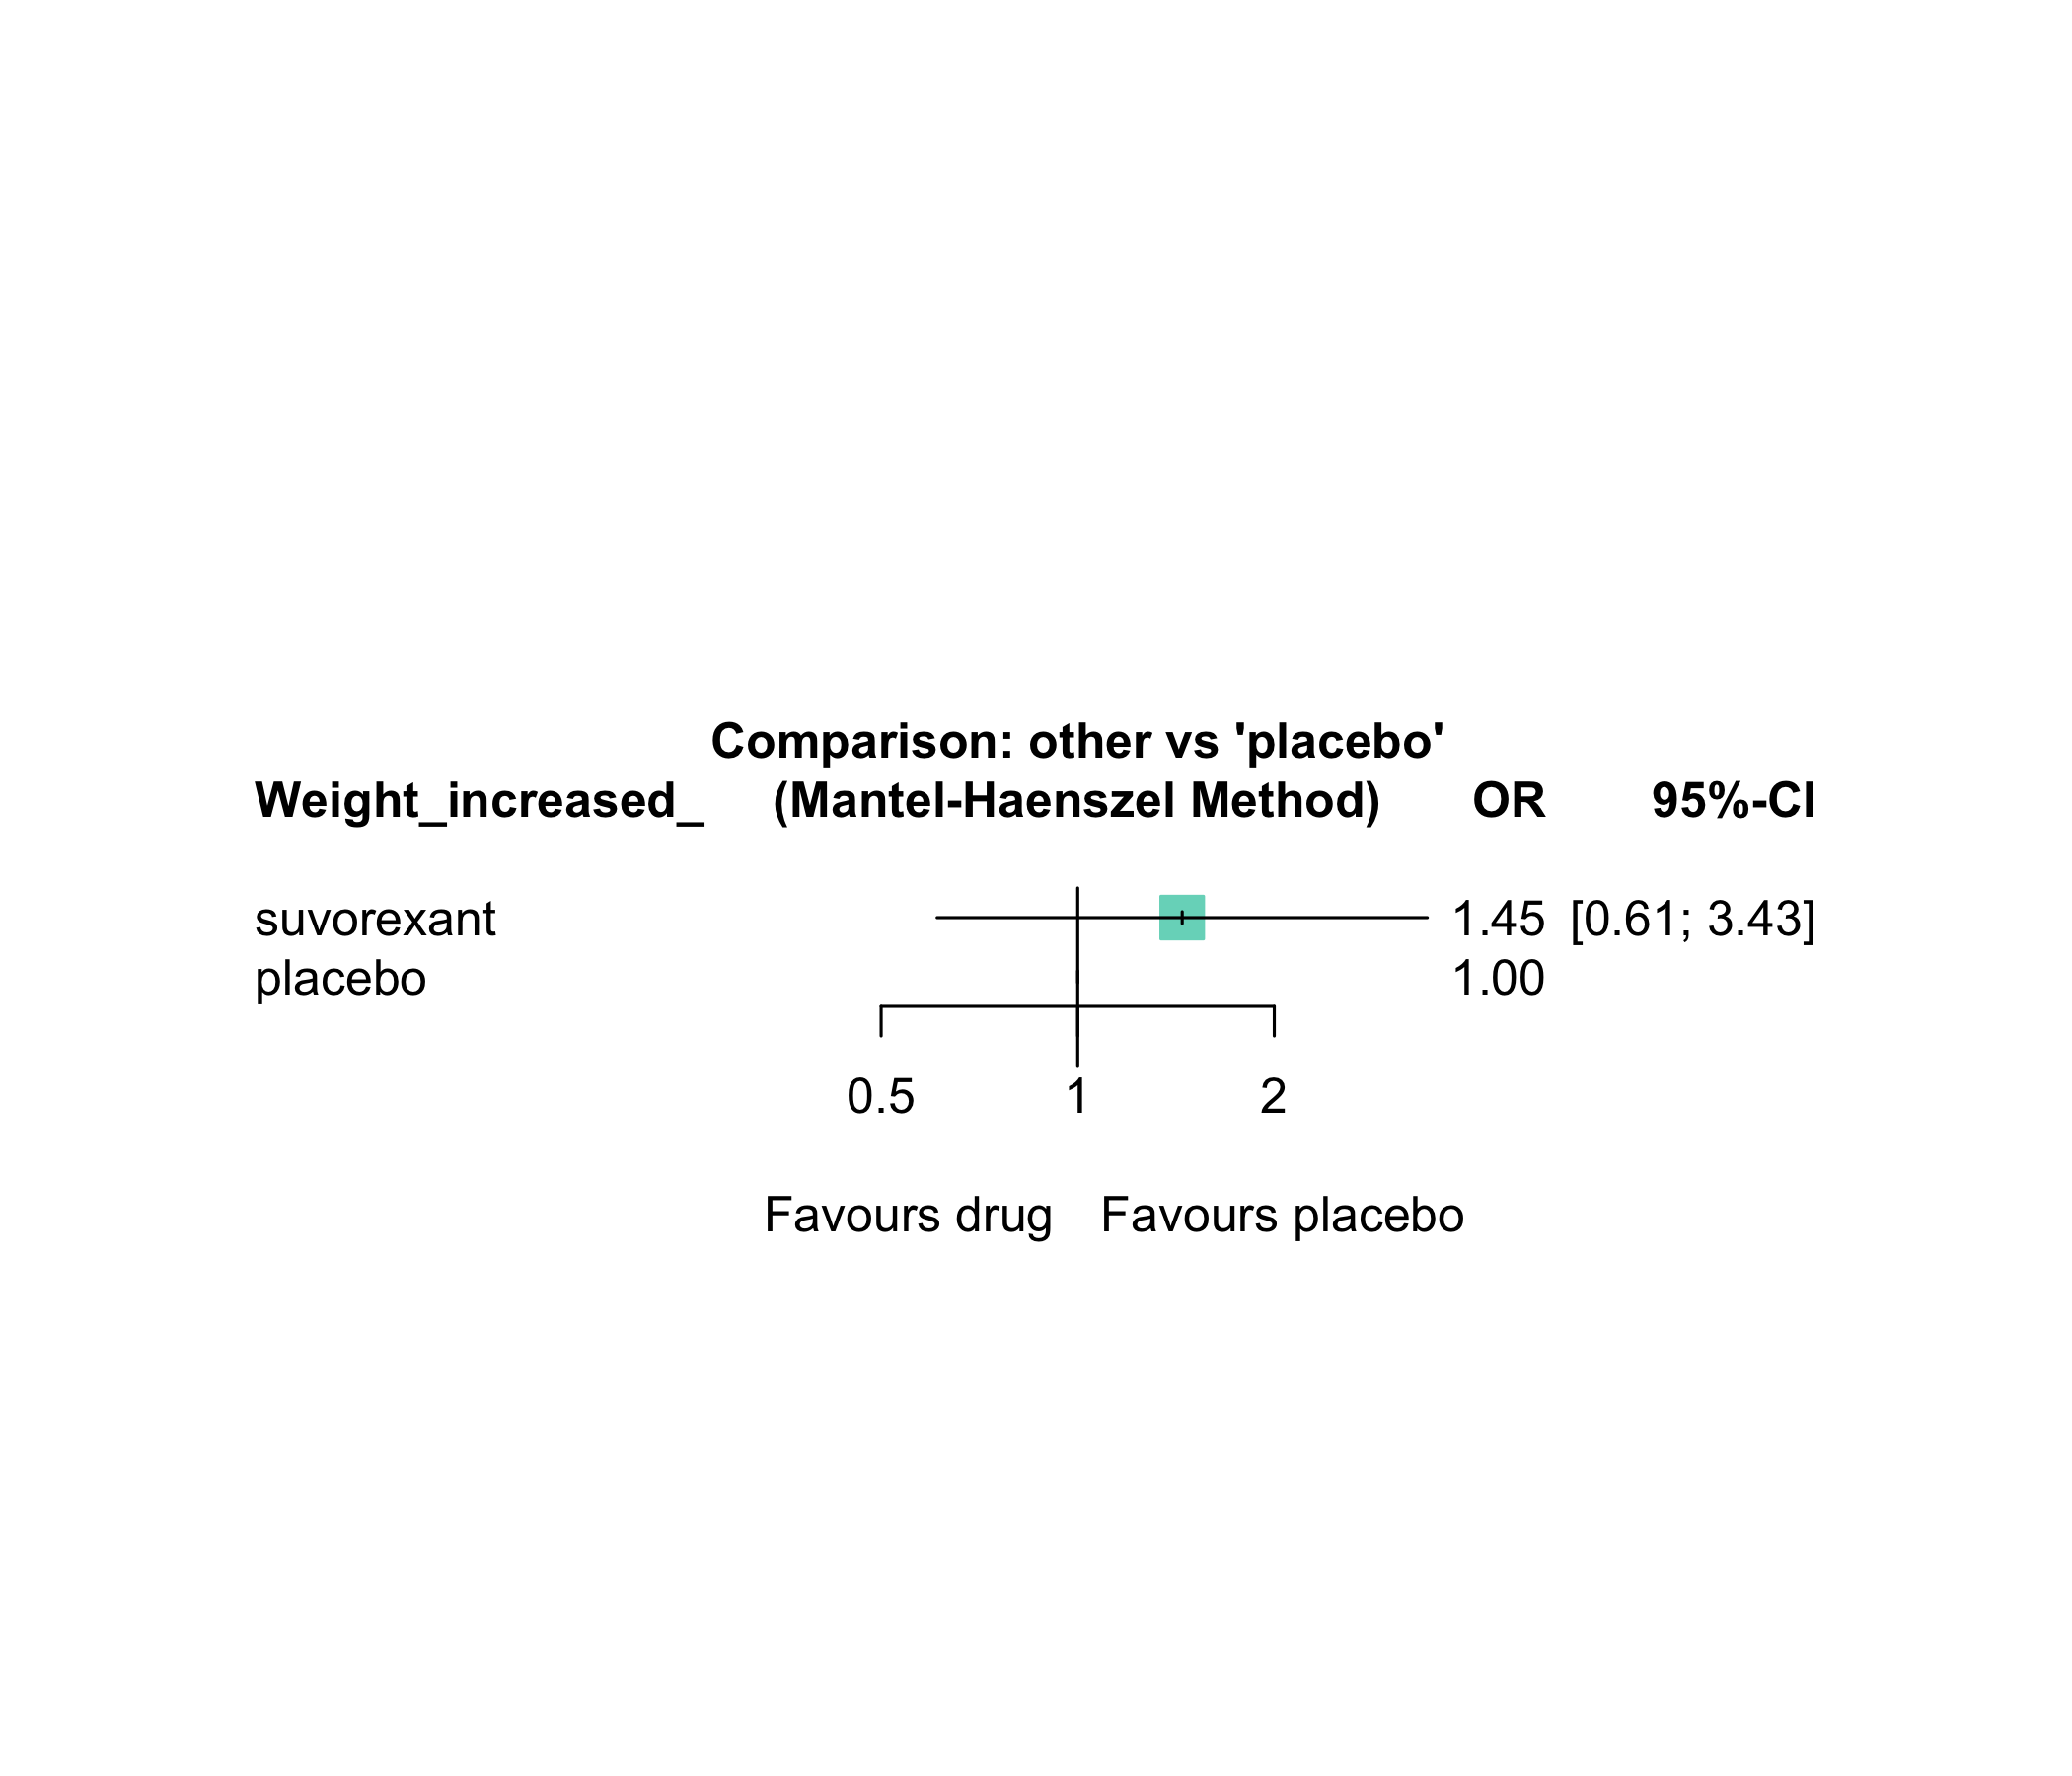 Comparison: other vs 'placebo'
Weight_increased_ (Mantel-Haenszel Method) OR 95%-CI
suvorexant 1.45 [0.61; 3.43]
placebo 1.00
0.5 1 2
Favours drug Favours placebo